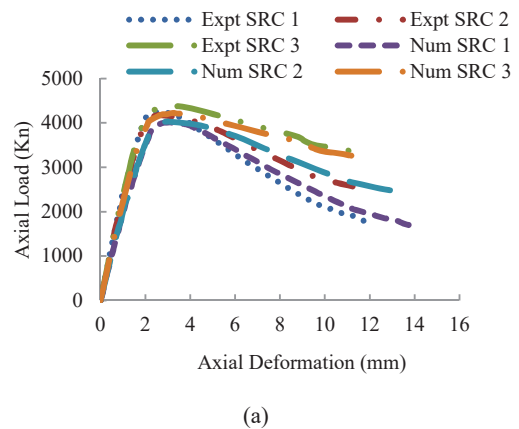 Expt SRC 1 Expt SRC 2
Expt SRC 3 Num SRC 1
Num SRC 2 Num SRC 3
5000
4000
3000
2000
1000
0
Axial Load (Kn)
0 2 4 6 8 10 12 14 16
Axial Deformation (mm)
(a)